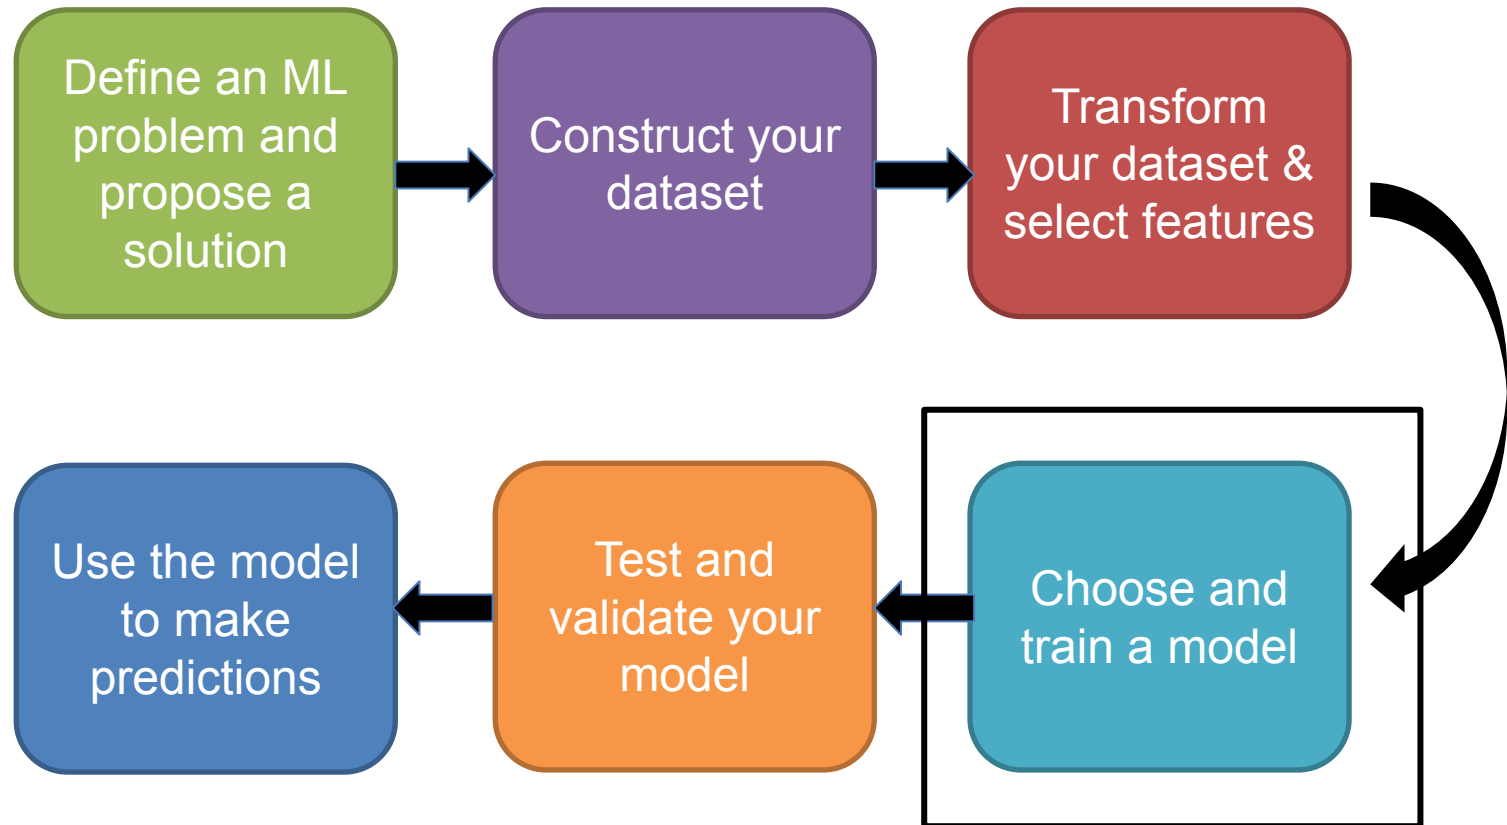 Define an ML
problem and
propose a
solution
Construct your
dataset
Transform
your dataset &
select features
Choose and
train a model
Test and
validate your
model
Use the model
to make
predictions